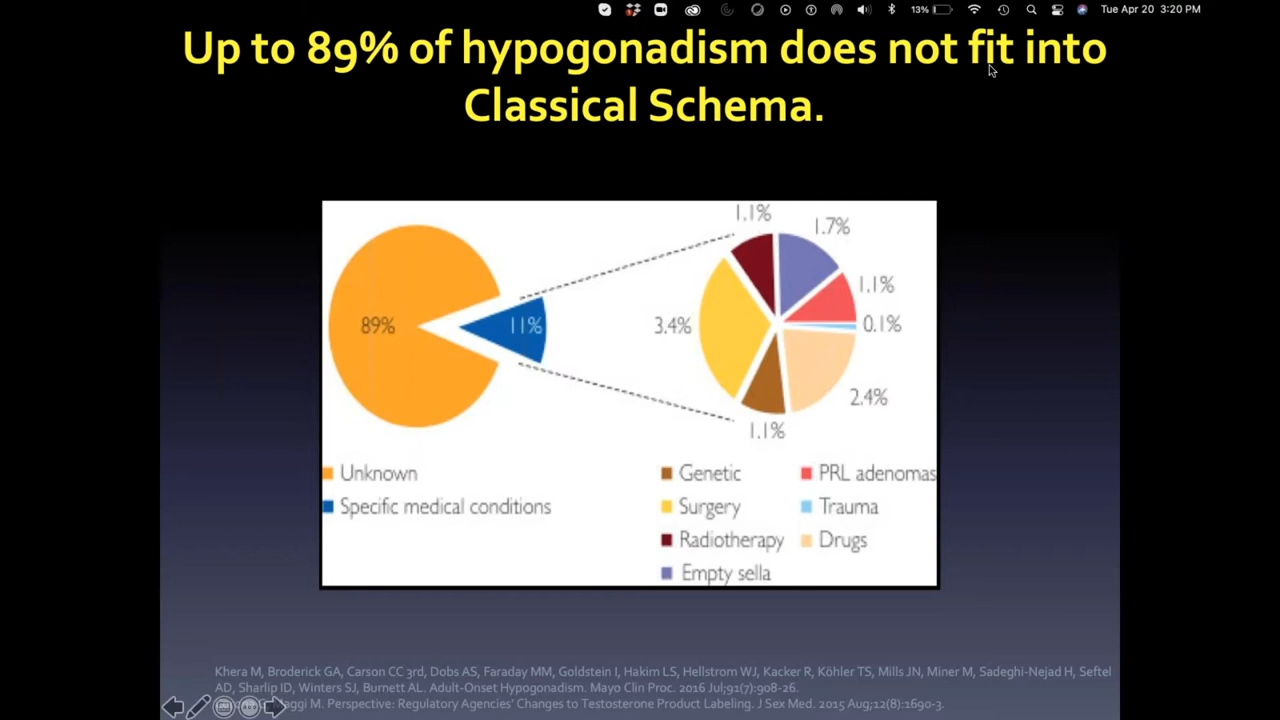 13%
Tue Apr 20 3:20 PM
Up to 89% of hypogonadism does not fit into
Classical Schema.
89%
11%
1.1%
1.7%
1.1%
0.1%
3.4%
2.4%
1.1%
Unknown
Specific medical conditions
Genetic
Surgery
Radiotherapy
Empty sella
PRL adenomas
Trauma
Drugs
Khera M, Broderick GA, Carson CC 3rd, Dobs AS, Faraday MM, Goldstein I, Hakim LS, Hellstrom WJ, Kacker R, Köhler TS, Mills JN, Miner M, Sadeghi-Nejad H, Seftel
AD, Sharlip ID, Winters SJ, Burnett AL. Adult-Onset Hypogonadism. Mayo Clin Proc. 2016 Jul;91(7):908-26.
Maggi M. Perspective: Regulatory Agencies' Changes to Testosterone Product Labeling. J Sex Med. 2015 Aug;12(8):1690-3.